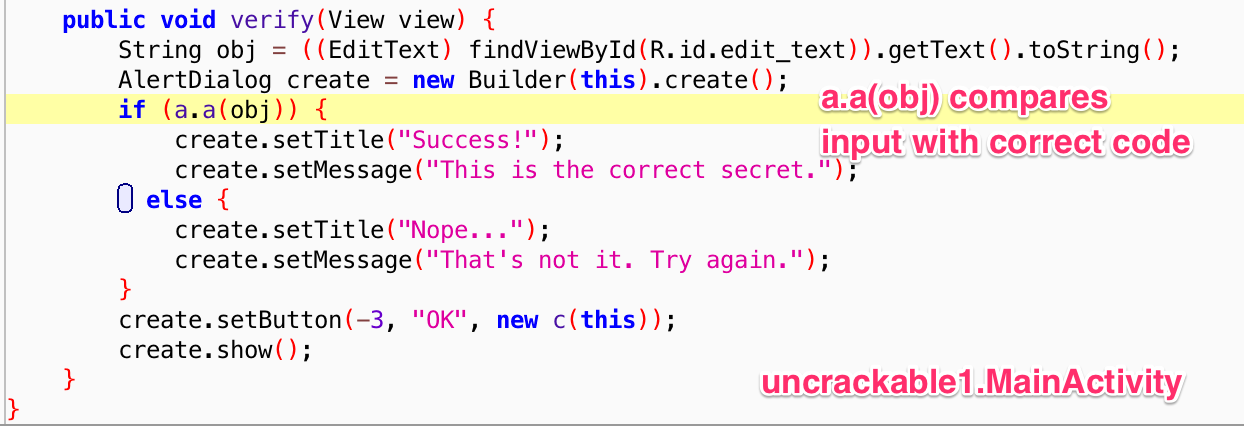 public void verify(View view) {
String obj = ((EditText) findViewById(R.id.edit_text)).getText().toString();
AlertDialog create = new Builder(this).create();
if (a.a(obj)) {
a.a(obj) compares
input with correct code
create.setTitle("Success!");
create.setMessage("This is the correct secret.");
else {
create.setTitle("Nope...");
create.setMessage("That's not it. Try again.");
}
create.setButton(-3, "OK", new c(this));
create.show();
}
uncrackable1.MainActivity
}